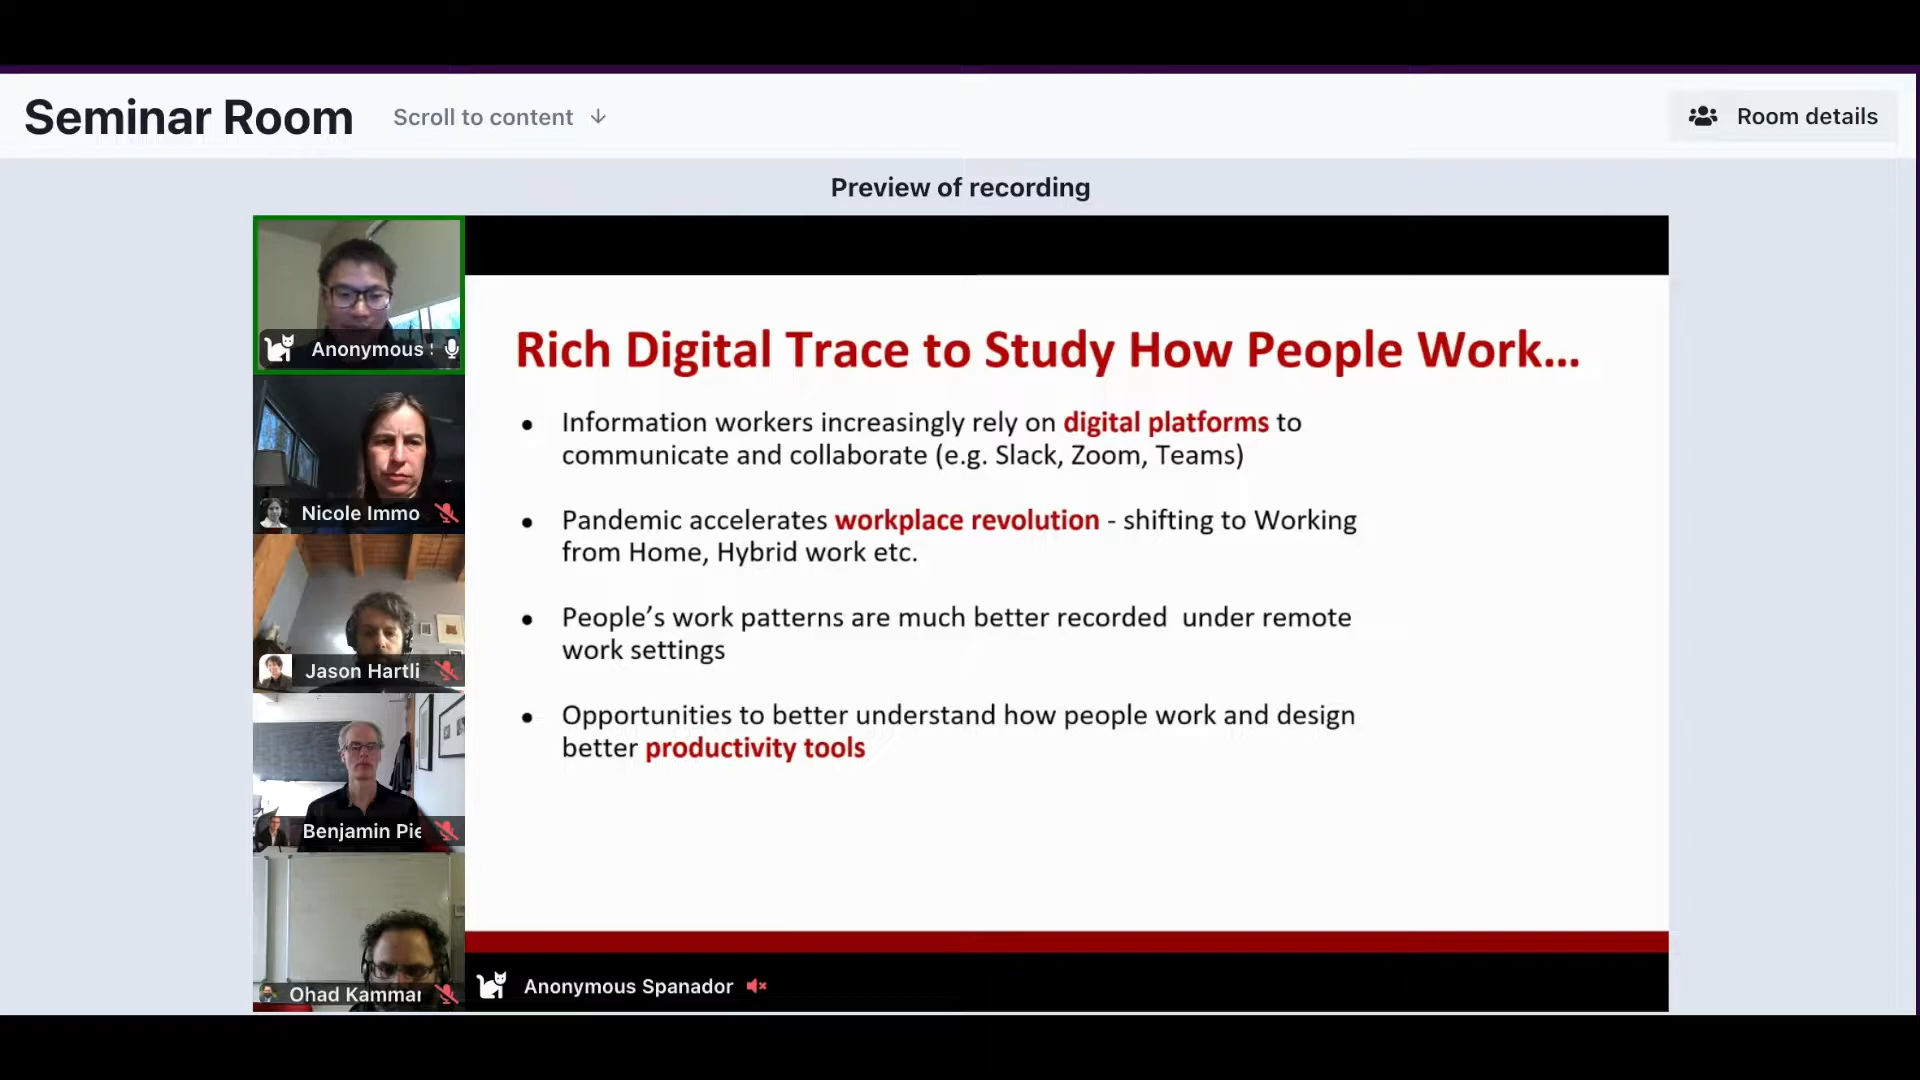 Seminar Room
Scroll to content ↓
Room details
Preview of recording
Anonymous
Nicole Immo
Jason Hartli
Benjamin Pie
Ohad Kammar
Rich Digital Trace to Study How People Work...
• Information workers increasingly rely on digital platforms to
communicate and collaborate (e.g. Slack, Zoom, Teams)
• Pandemic accelerates workplace revolution - shifting to Working
from Home, Hybrid work etc.
• People's work patterns are much better recorded  under remote
work settings
• Opportunities to better understand how people work and design
better productivity tools
Anonymous Spanador